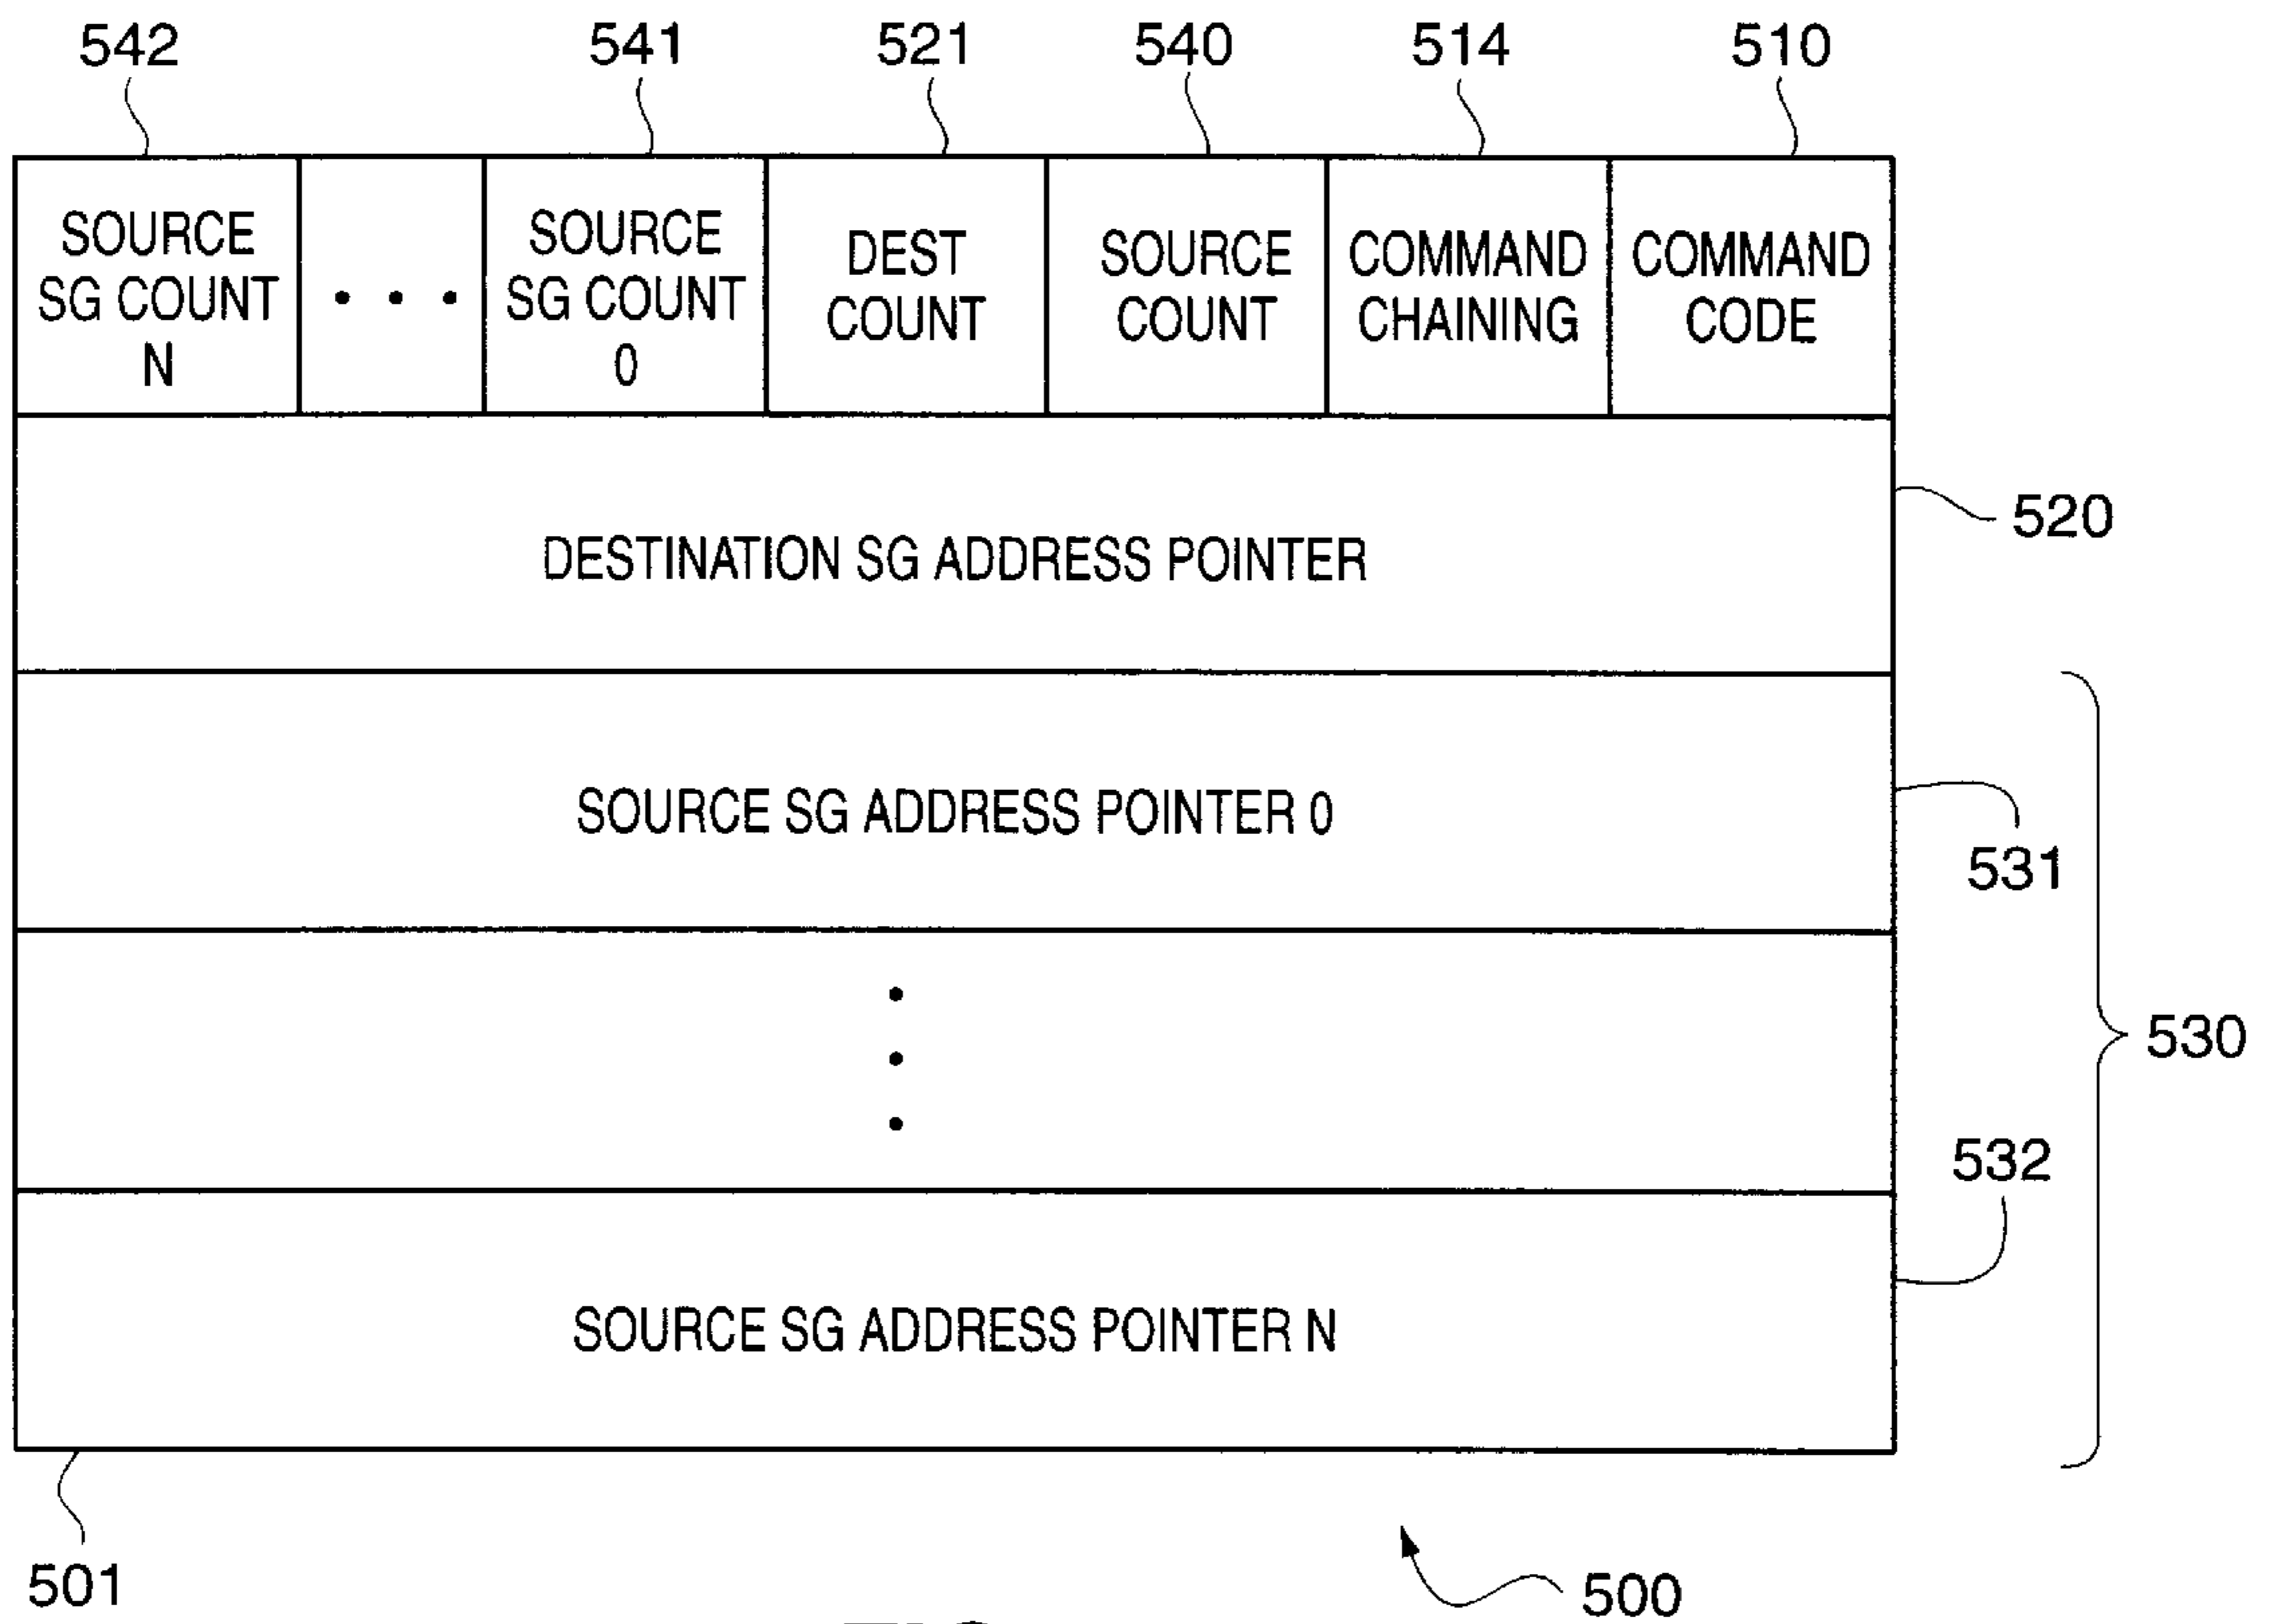 542 541 521 540 514 510
SOURCE SG COUNT N
• • •
SOURCE SG COUNT 0
DEST COUNT
SOURCE COUNT
COMMAND CHAINING
COMMAND CODE
DESTINATION SG ADDRESS POINTER
520
SOURCE SG ADDRESS POINTER 0
531
530
532
SOURCE SG ADDRESS POINTER N
501
500